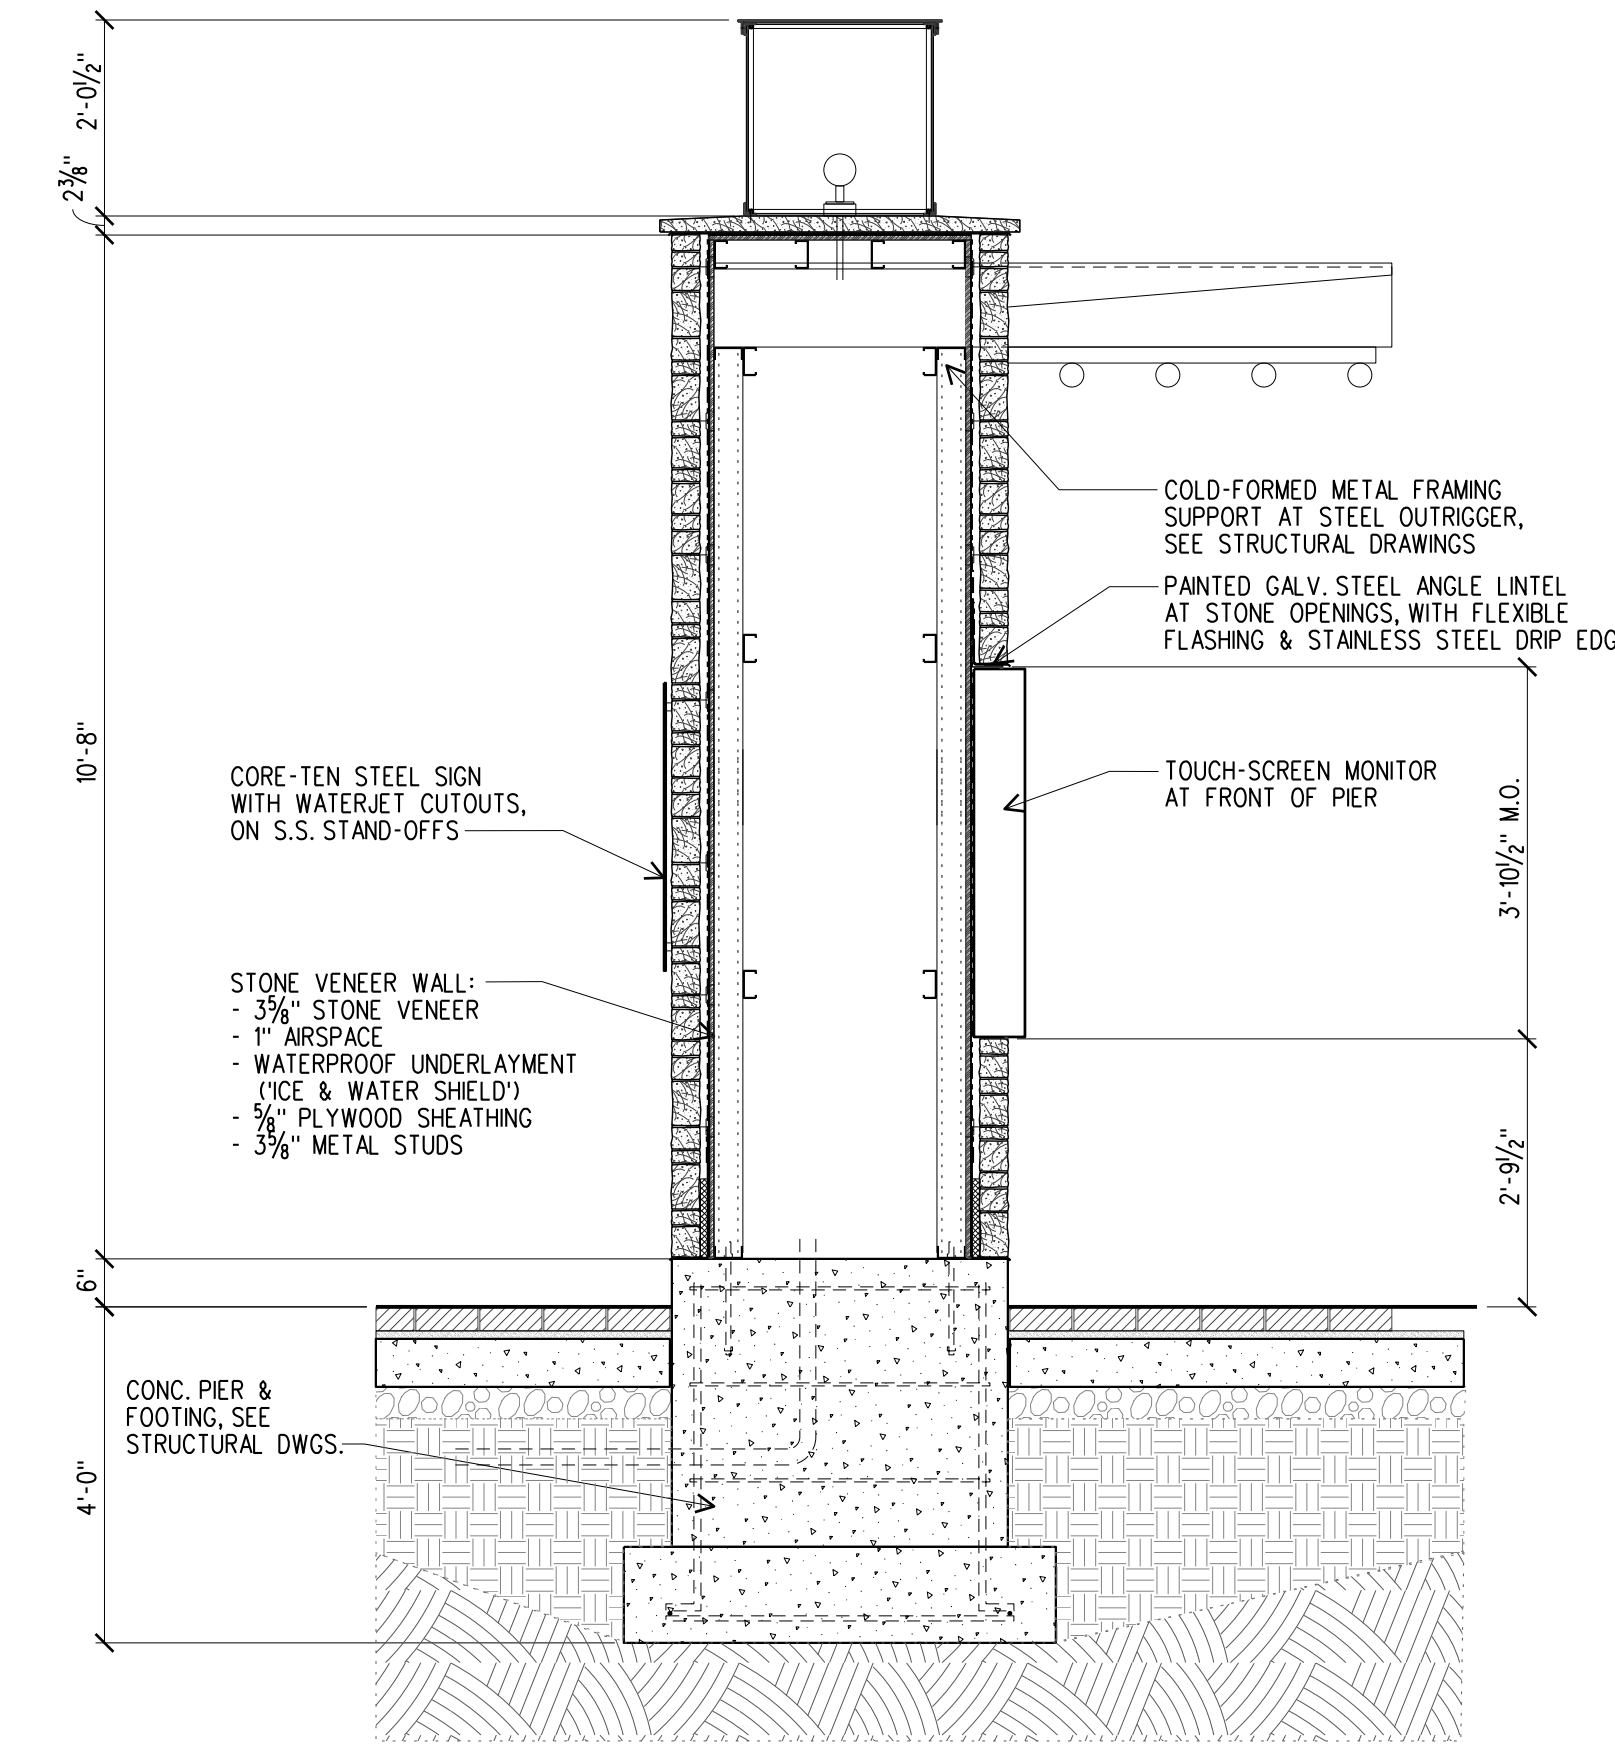 2'-0½"
2⅜"
COLD-FORMED METAL FRAMING
SUPPORT AT STEEL OUTRIGGER,
SEE STRUCTURAL DRAWINGS
PAINTED GALV. STEEL ANGLE LINTEL
AT STONE OPENINGS, WITH FLEXIBLE
FLASHING & STAINLESS STEEL DRIP EDG
10'-8"
CORE-TEN STEEL SIGN
WITH WATERJET CUTOUTS,
ON S.S. STAND-OFFS
TOUCH-SCREEN MONITOR
AT FRONT OF PIER
3'-10½" M.O.
STONE VENEER WALL:
- 3⅝" STONE VENEER
- 1" AIRSPACE
- WATERPROOF UNDERLAYMENT
('ICE & WATER SHIELD')
- ⅝" PLYWOOD SHEATHING
- 3⅝" METAL STUDS
2'-9½"
6"
CONC. PIER &
FOOTING, SEE
STRUCTURAL DWGS.
4'-0"